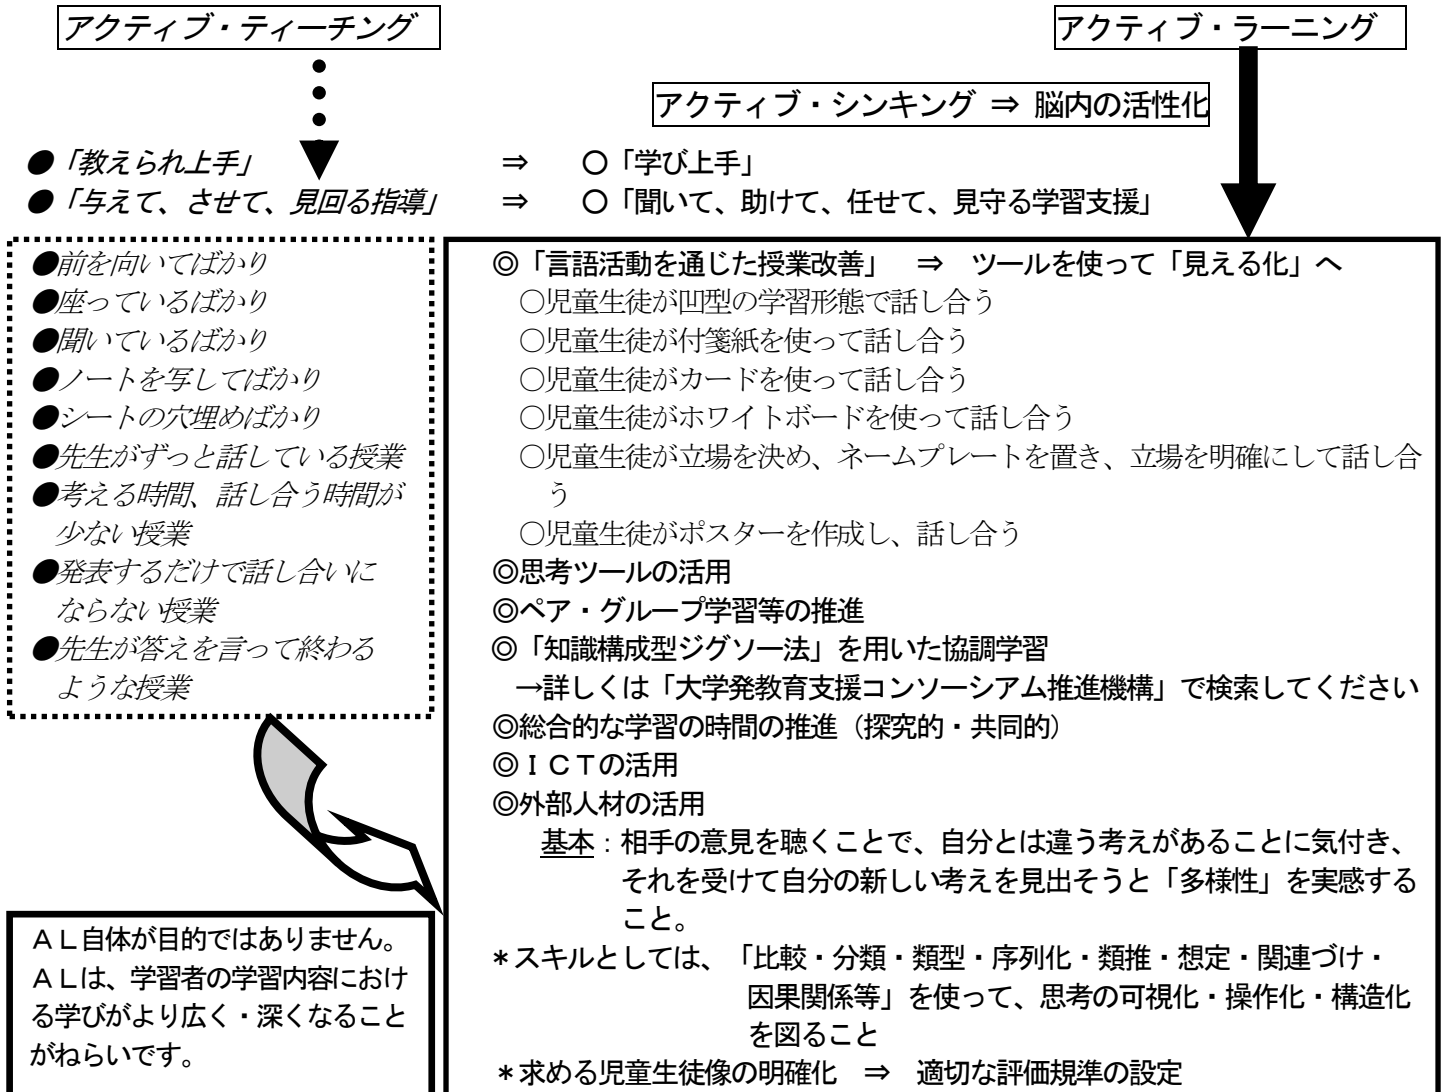 アクティブ・ティーチング
アクティブ・ラーニング
アクティブ・シンキング ⇒ 脳内の活性化
●「教えられ上手」 ⇒ ○「学び上手」
●「与えて、させて、見回る指導」 ⇒ ○「聞いて、助けて、任せて、見守る学習支援」
●前を向いてばかり
●座っているばかり
●聞いているばかり
●ノートを写してばかり
●シートの穴埋めばかり
●先生がずっと話している授業
●考える時間、話し合う時間が
少ない授業
●発表するだけで話し合いに
ならない授業
●先生が答えを言って終わる
ような授業
ＡＬ自体が目的ではありません。
ＡＬは、学習者の学習内容におけ
る学びがより広く・深くなること
がねらいです。
◎「言語活動を通じた授業改善」 ⇒ ツールを使って「見える化」へ
○児童生徒が凹型の学習形態で話し合う
○児童生徒が付箋紙を使って話し合う
○児童生徒がカードを使って話し合う
○児童生徒がホワイトボードを使って話し合う
○児童生徒が立場を決め、ネームプレートを置き、立場を明確にして話し合
う
○児童生徒がポスターを作成し、話し合う
◎思考ツールの活用
◎ペア・グループ学習等の推進
◎「知識構成型ジグソー法」を用いた協調学習
→詳しくは「大学発教育支援コンソーシアム推進機構」で検索してください
◎総合的な学習の時間の推進（探究的・共同的）
◎ＩＣＴの活用
◎外部人材の活用
基本：相手の意見を聴くことで、自分とは違う考えがあることに気付き、
それを受けて自分の新しい考えを見出そうと「多様性」を実感する
こと。
＊スキルとしては、「比較・分類・類型・序列化・類推・想定・関連づけ・
因果関係等」を使って、思考の可視化・操作化・構造化
を図ること
＊求める児童生徒像の明確化 ⇒ 適切な評価規準の設定